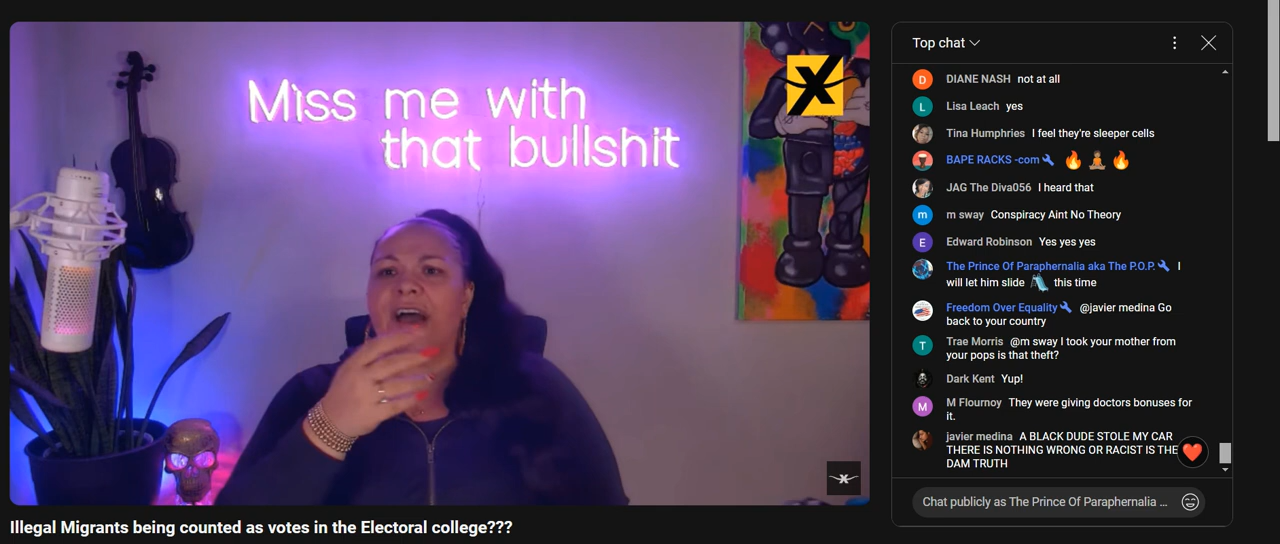 Miss me with
that bullshit
X
Illegal Migrants being counted as votes in the Electoral college???
Top chat
D
DIANE NASH not at all
L
Lisa Leach yes
Tina Humphries I feel they're sleeper cells
BAPE RACKS -com 🔥 🔥
JAG The Diva056 I heard that
m
m sway Conspiracy Aint No Theory
E
Edward Robinson Yes yes yes
The Prince Of Paraphernalia aka The P.O.P. I
will let him slide this time
Freedom Over Equality @javier medina Go
back to your country
T
Trae Morris @m sway I took your mother from
your pops is that theft?
Dark Kent Yup!
M
M Flournoy They were giving doctors bonuses for
it.
javier medina A BLACK DUDE STOLE MY CAR
THERE IS NOTHING WRONG OR RACIST IS THE
DAM TRUTH
Chat publicly as The Prince Of Paraphernalia ...